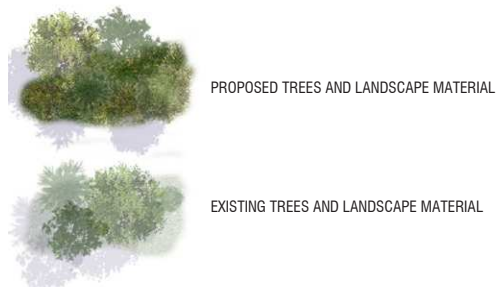 PROPOSED TREES AND LANDSCAPE MATERIAL
EXISTING TREES AND LANDSCAPE MATERIAL